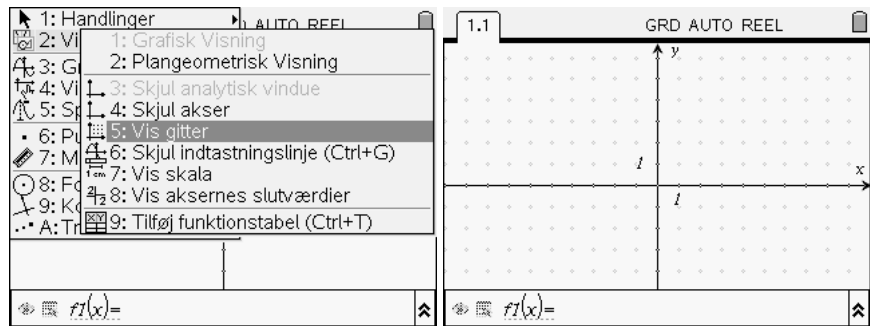 1: Handlinger
AUTO REEL
2: Vi
1: Grafisk Visning
2: Plangeometrisk Visning
3: G
4: Vi
3: Skjul analytisk vindue
4: Skjul akser
5: Sp
5: Vis gitter
6: Pu
6: Skjul indtastningslinje (Ctrl+G)
7: M
1 cm 7: Vis skala
8: Fo
8: Vis aksernes slutværdier
9: Ko
9: Tilføj funktionstabel (Ctrl+T)
A: Tr
f1(x)=
1.1
GRD AUTO REEL
y
1
x
1
f1(x)=